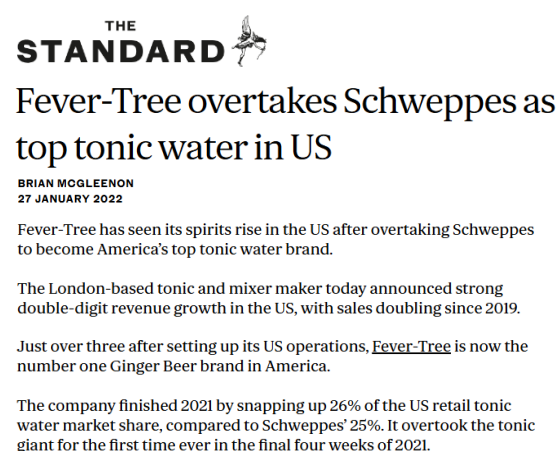 THE
STANDARD
Fever-Tree overtakes Schweppes as
top tonic water in US
BRIAN MCGLEENON
27 JANUARY 2022
Fever-Tree has seen its spirits rise in the US after overtaking Schweppes
to become America's top tonic water brand.
The London-based tonic and mixer maker today announced strong
double-digit revenue growth in the US, with sales doubling since 2019.
Just over three after setting up its US operations, Fever-Tree is now the
number one Ginger Beer brand in America.
The company finished 2021 by snapping up 26% of the US retail tonic
water market share, compared to Schweppes' 25%. It overtook the tonic
giant for the first time ever in the final four weeks of 2021.